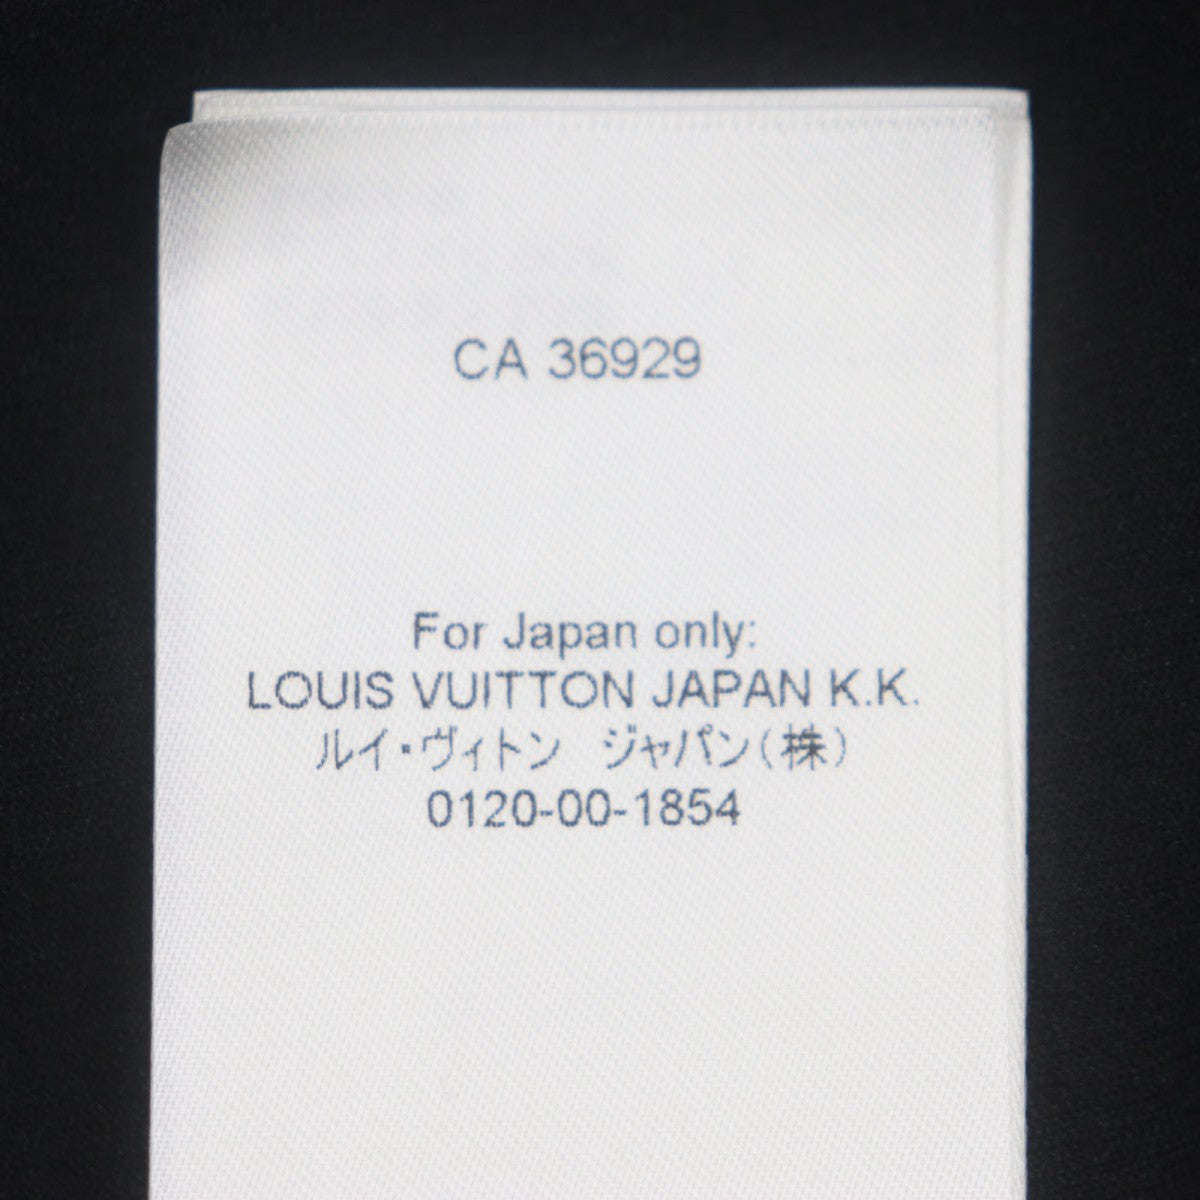 CA 36929
For Japan only:
LOUIS VUITTON JAPAN K.K.
ルイ・ヴィトン　ジャパン(株)
0120-00-1854